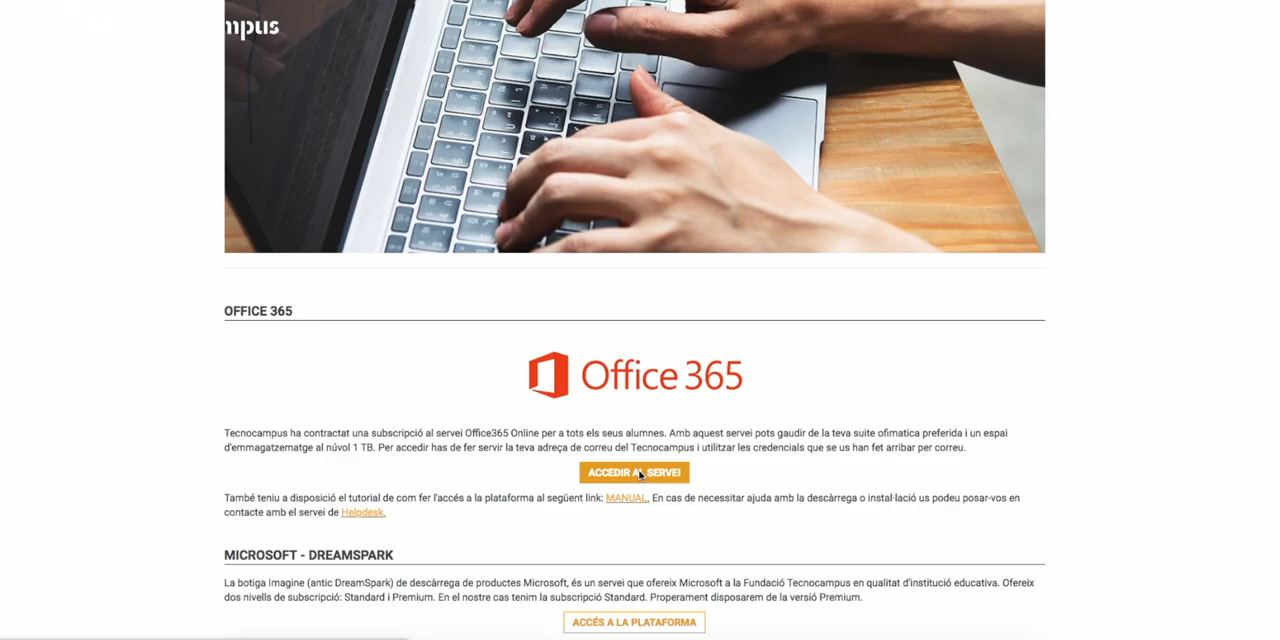 mpus
OFFICE 365
Office 365
Tecnocampus ha contractat una subscripció al servei Office365 Online per a tots els seus alumnes. Amb aquest servei pots gaudir de la teva suite ofimatica preferida i un espai
d'emmagatzematge al núvol 1 TB. Per accedir has de fer servir la teva adreça de correu del Tecnocampus i utilitzar les credencials que se us han fet arribar per correu.
ACCEDIR AL SERVEI
També teniu a disposició el tutorial de com fer l'accés a la plataforma al següent link: MANUAL. En cas de necessitar ajuda amb la descàrrega o instal·lació us podeu posar-vos en
contacte amb el servei de Helpdesk.
MICROSOFT - DREAMSPARK
La botiga Imagine (antic DreamSpark) de descàrrega de productes Microsoft, és un servei que ofereix Microsoft a la Fundació Tecnocampus en qualitat d'institució educativa. Ofereix
dos nivells de subscripció: Standard i Premium. En el nostre cas tenim la subscripció Standard. Properament disposarem de la versió Premium.
ACCÉS A LA PLATAFORMA